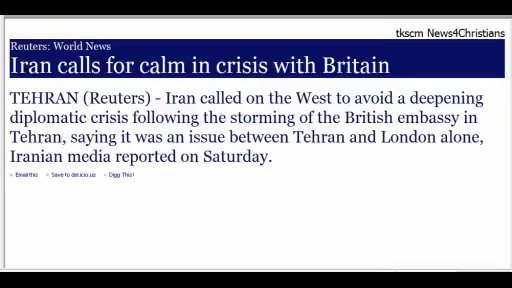 tkscm News4Christians
Reuters: World News
Iran calls for calm in crisis with Britain
TEHRAN (Reuters) - Iran called on the West to avoid a deepening
diplomatic crisis following the storming of the British embassy in
Tehran, saying it was an issue between Tehran and London alone,
Iranian media reported on Saturday.
Email this Save to del.icio.us Digg This!